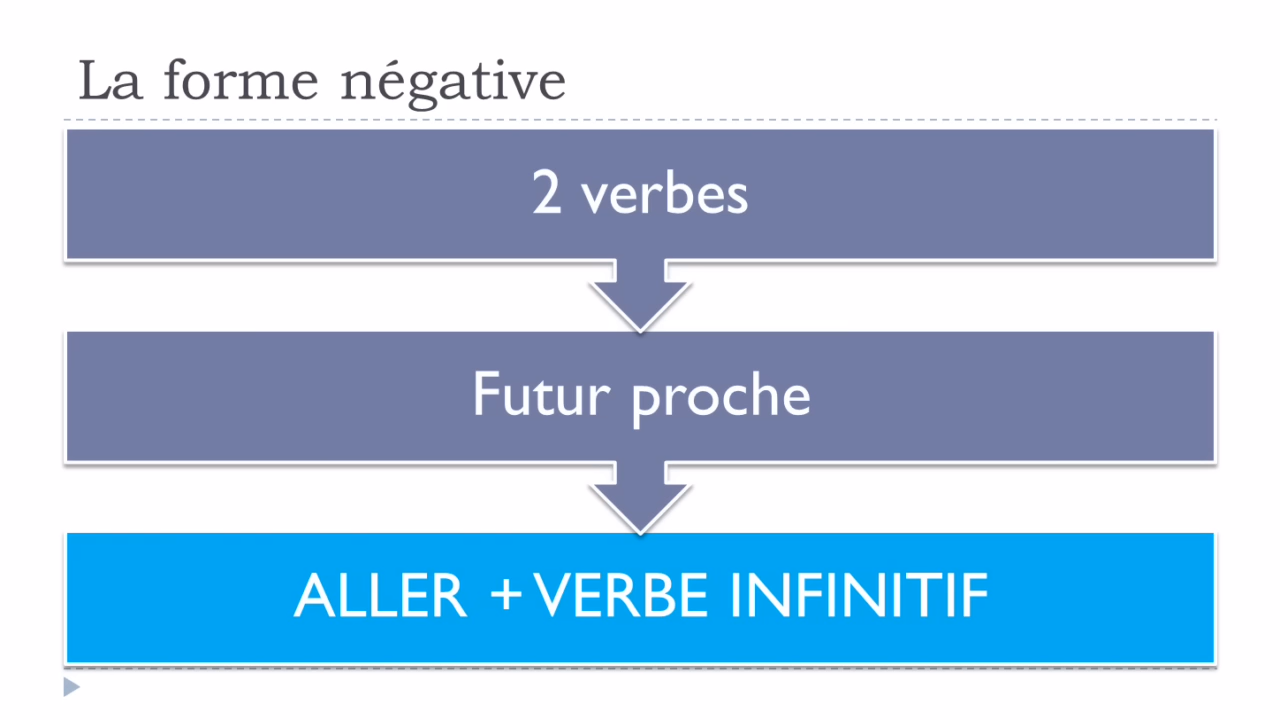 La forme négative
2 verbes
Futur proche
ALLER + VERBE INFINITIF